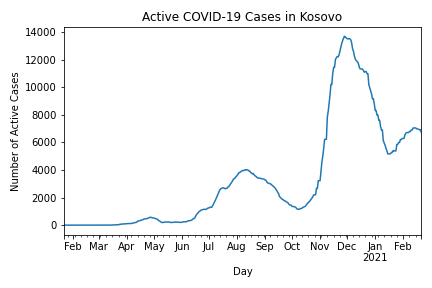 Active COVID-19 Cases in Kosovo
Number of Active Cases
14000
12000
10000
8000
6000
4000
2000
0
Feb Mar Apr May Jun Jul Aug Sep Oct Nov Dec Jan Feb
2021
Day